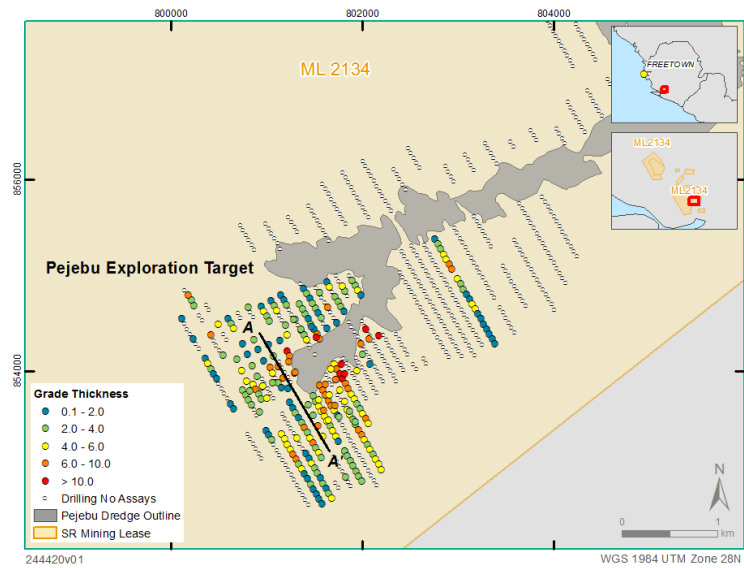 800000
802000
804000
ML 2134
FREETOWN
ML2134
ML2134
866000
Pejebu Exploration Target
A
864000
A'
Grade Thickness
0.1 - 2.0
2.0 - 4.0
4.0 - 6.0
6.0 - 10.0
> 10.0
Drilling No Assays
Pejebu Dredge Outline
SR Mining Lease
N
0
1
km
244420v01
WGS 1984 UTM Zone 28N